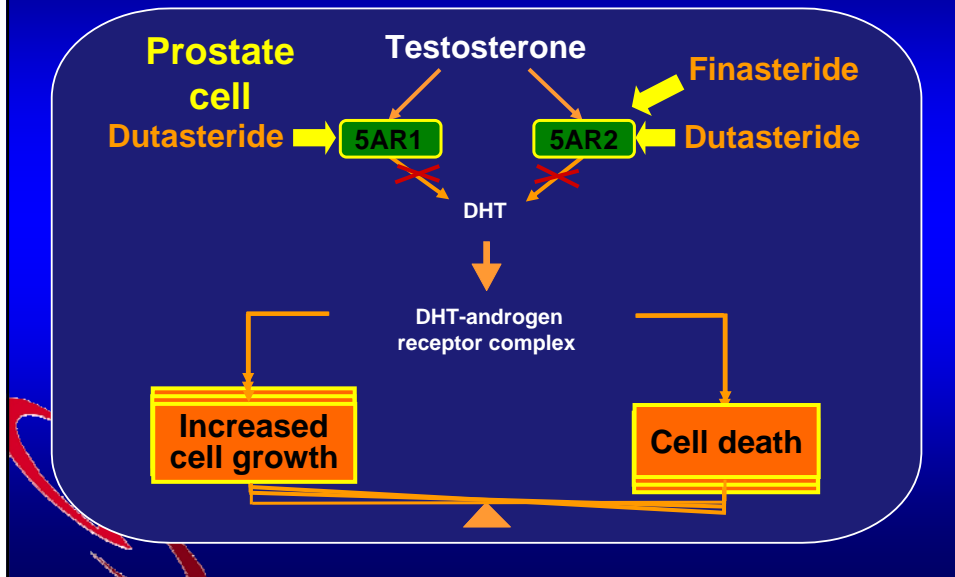 Prostate
cell
Testosterone
Finasteride
Dutasteride
5AR1
5AR2
Dutasteride
DHT
DHT-androgen
receptor complex
Increased
cell growth
Cell death